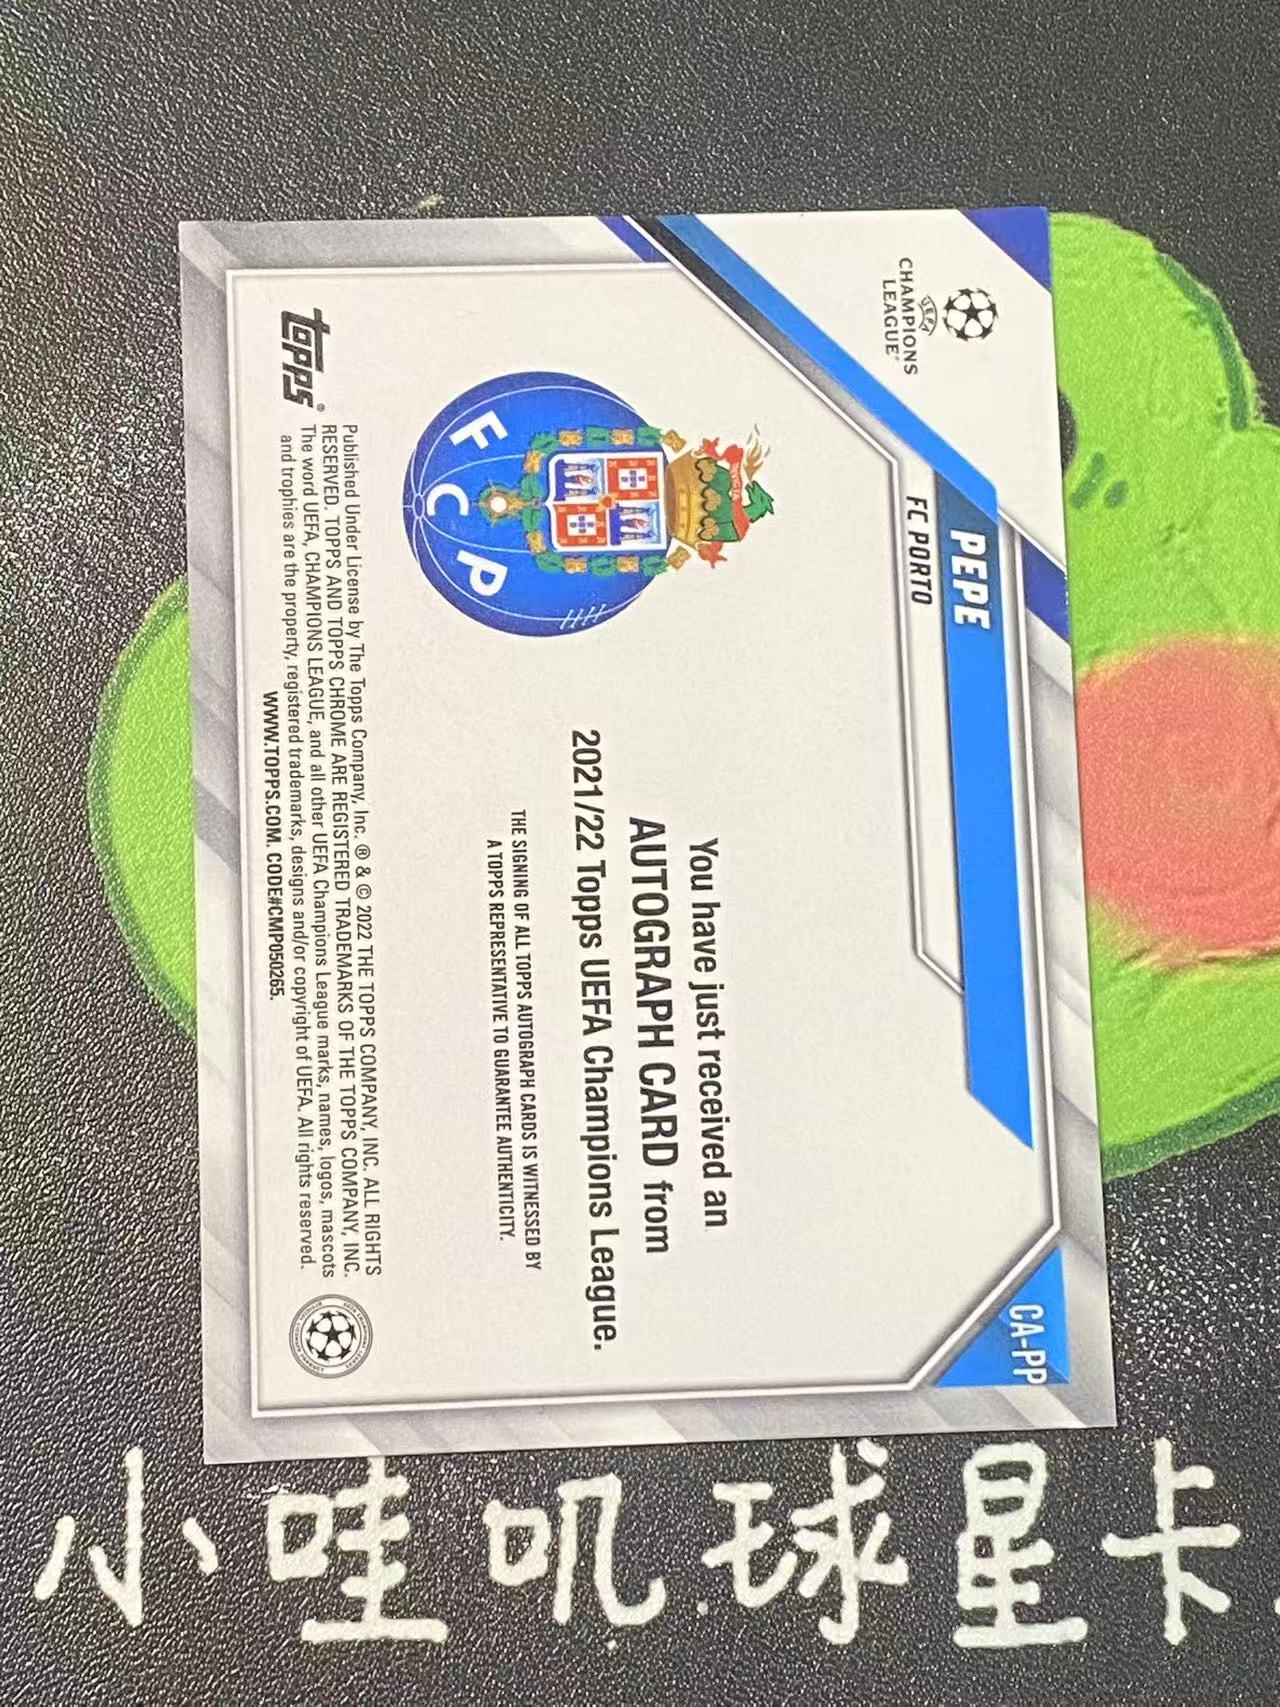 UEFA
CHAMPIONS
LEAGUE
PEPE
FC PORTO
CA-PP
INVICTA
FCP
You have just received an
AUTOGRAPH CARD from
2021/22 Topps UEFA Champions League.
THE SIGNING OF ALL TOPPS AUTOGRAPH CARDS IS WITNESSED BY
A TOPPS REPRESENTATIVE TO GUARANTEE AUTHENTICITY.
topps®
Published Under License by The Topps Company, Inc. ® & © 2022 THE TOPPS COMPANY, INC. ALL RIGHTS
RESERVED. TOPPS AND TOPPS CHROME ARE REGISTERED TRADEMARKS OF THE TOPPS COMPANY, INC.
The word UEFA, CHAMPIONS LEAGUE, and all other UEFA Champions League marks, names, logos, mascots
and trophies are the property, registered trademarks, designs and/or copyright of UEFA. All rights reserved.
WWW.TOPPS.COM. CODE#CMP050265.
小哇叽球星卡